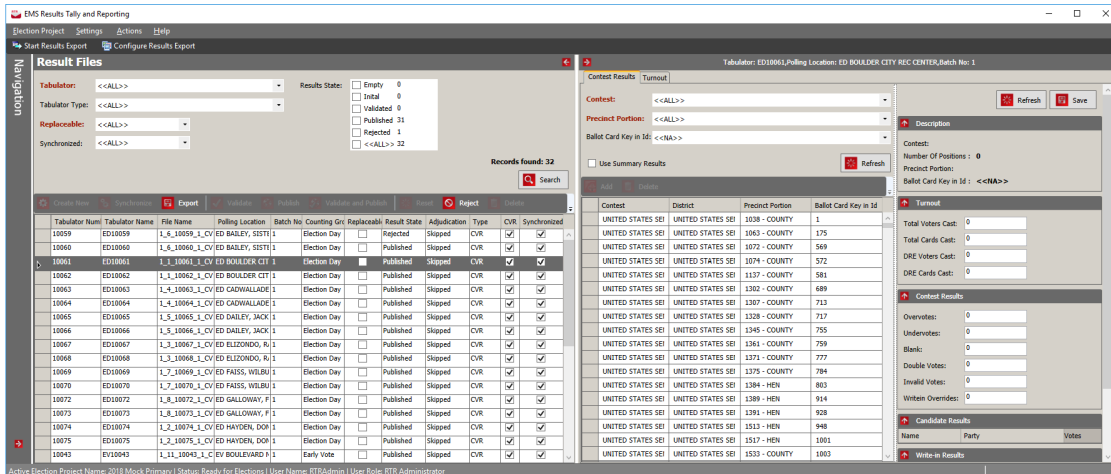 EMS Results Tally and Reporting
Election Project Settings Actions Help
Start Results Export Configure Results Export
Navigation
Result Files
Tabulator: <<ALL>>
Tabulator Type: <<ALL>>
Replaceable: <<ALL>>
Synchronized: <<ALL>>
Results State:
Empty 0
Inital 0
Validated 0
Published 31
Rejected 1
<<ALL>> 32
Records found: 32
Search
Create New Synchronize Export Validate Publish Validate and Publish Reset Reject Delete
Tabulator Num Tabulator Name File Name Polling Location Batch No Counting Gro Replaceabl Result State Adjudication Type CVR Synchronized
10059 ED10059 1_6_10059_1_CV ED BAILEY, SISTE 1 Election Day Rejected Skipped CVR
10060 ED10060 1_6_10060_1_CV ED BAILEY, SISTE 1 Election Day Published Skipped CVR
10061 ED10061 1_1_10061_1_CV ED BOULDER CIT 1 Election Day Published Skipped CVR
10062 ED10062 1_1_10062_1_CV ED BOULDER CIT 1 Election Day Published Skipped CVR
10063 ED10063 1_4_10063_1_CV ED CADWALLADE 1 Election Day Published Skipped CVR
10064 ED10064 1_4_10064_1_CV ED CADWALLADE 1 Election Day Published Skipped CVR
10065 ED10065 1_5_10065_1_CV ED DAILEY, JACK 1 Election Day Published Skipped CVR
10066 ED10066 1_5_10066_1_CV ED DAILEY, JACK 1 Election Day Published Skipped CVR
10067 ED10067 1_3_10067_1_CV ED ELIZONDO, RA 1 Election Day Published Skipped CVR
10068 ED10068 1_3_10068_1_CV ED ELIZONDO, RA 1 Election Day Published Skipped CVR
10069 ED10069 1_7_10069_1_CV ED FAISS, WILBU 1 Election Day Published Skipped CVR
10070 ED10070 1_7_10070_1_CV ED FAISS, WILBU 1 Election Day Published Skipped CVR
10072 ED10072 1_8_10072_1_CV ED GALLOWAY, F 1 Election Day Published Skipped CVR
10073 ED10073 1_8_10073_1_CV ED GALLOWAY, F 1 Election Day Published Skipped CVR
10074 ED10074 1_2_10074_1_CV ED HAYDEN, DON 1 Election Day Published Skipped CVR
10075 ED10075 1_2_10075_1_CV ED HAYDEN, DON 1 Election Day Published Skipped CVR
10043 EV10043 1_11_10043_1_C EV BOULEVARD M 1 Early Vote Published Skipped CVR
Tabulator: ED10061,Polling Location: ED BOULDER CITY REC CENTER,Batch No: 1
Contest Results Turnout
Contest: <<ALL>>
Precinct Portion: <<ALL>>
Ballot Card Key in Id: <<NA>>
Use Summary Results Refresh
Add Delete
Contest District Precinct Portion Ballot Card Key in Id
UNITED STATES SEI UNITED STATES SEI 1038 - COUNTY 1
UNITED STATES SEI UNITED STATES SEI 1063 - COUNTY 175
UNITED STATES SEI UNITED STATES SEI 1072 - COUNTY 569
UNITED STATES SEI UNITED STATES SEI 1074 - COUNTY 572
UNITED STATES SEI UNITED STATES SEI 1137 - COUNTY 581
UNITED STATES SEI UNITED STATES SEI 1302 - COUNTY 689
UNITED STATES SEI UNITED STATES SEI 1307 - COUNTY 713
UNITED STATES SEI UNITED STATES SEI 1328 - COUNTY 717
UNITED STATES SEI UNITED STATES SEI 1345 - COUNTY 755
UNITED STATES SEI UNITED STATES SEI 1361 - COUNTY 759
UNITED STATES SEI UNITED STATES SEI 1371 - COUNTY 777
UNITED STATES SEI UNITED STATES SEI 1375 - COUNTY 784
UNITED STATES SEI UNITED STATES SEI 1384 - HEN 803
UNITED STATES SEI UNITED STATES SEI 1389 - HEN 914
UNITED STATES SEI UNITED STATES SEI 1391 - HEN 928
UNITED STATES SEI UNITED STATES SEI 1513 - HEN 948
UNITED STATES SEI UNITED STATES SEI 1517 - HEN 1001
UNITED STATES SEI UNITED STATES SEI 1533 - COUNTY 1003
Refresh Save
Description
Contest:
Number Of Positions : 0
Precinct Portion:
Ballot Card Key in Id : <<NA>>
Turnout
Total Voters Cast: 0
Total Cards Cast: 0
DRE Voters Cast: 0
DRE Cards Cast: 0
Contest Results
Overvotes: 0
Undervotes: 0
Blank: 0
Double Votes: 0
Invalid Votes: 0
Writein Overrides: 0
Candidate Results
Name Party Votes
Write-in Results
Active Election Project Name: 2018 Mock Primary | Status: Ready for Elections | User Name: RTRAdmin | User Role: RTR Administrator